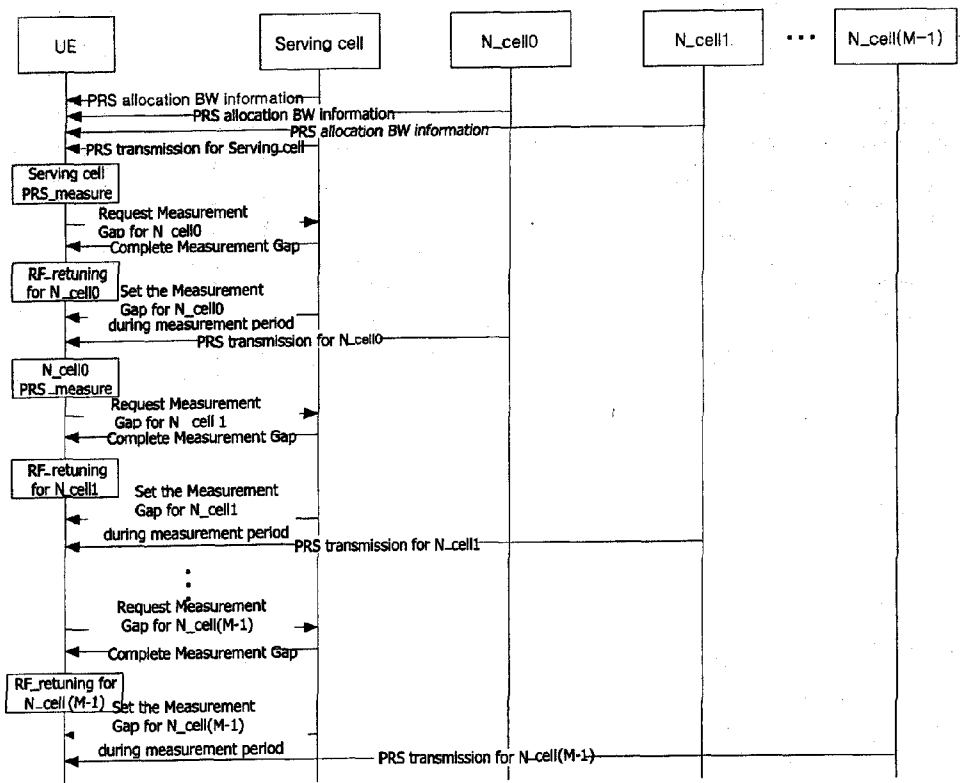 UE
Serving cell
N_cell0
N_cell1
•••
N_cell(M-1)
PRS allocation BW information
PRS allocation BW information
PRS allocation BW information
PRS transmission for Serving_cell
Serving cell
PRS_measure
Request Measurement
Gap for N_cell0
Complete Measurement Gap
RF_retuning
for N_cell0
Set the Measurement
Gap for N_cell0
during measurement period
PRS transmission for N_cell0
N_cell0
PRS_measure
Request Measurement
Gap for N_cell 1
Complete Measurement Gap
RF_retuning
for N_cell1
Set the Measurement
Gap for N_cell1
during measurement period
PRS transmission for N_cell1
Request Measurement
Gap for N_cell(M-1)
Complete Measurement Gap
RF_retuning for
N_cell(M-1)
Set the Measurement
Gap for N_cell(M-1)
during measurement period
PRS transmission for N_cell(M-1)